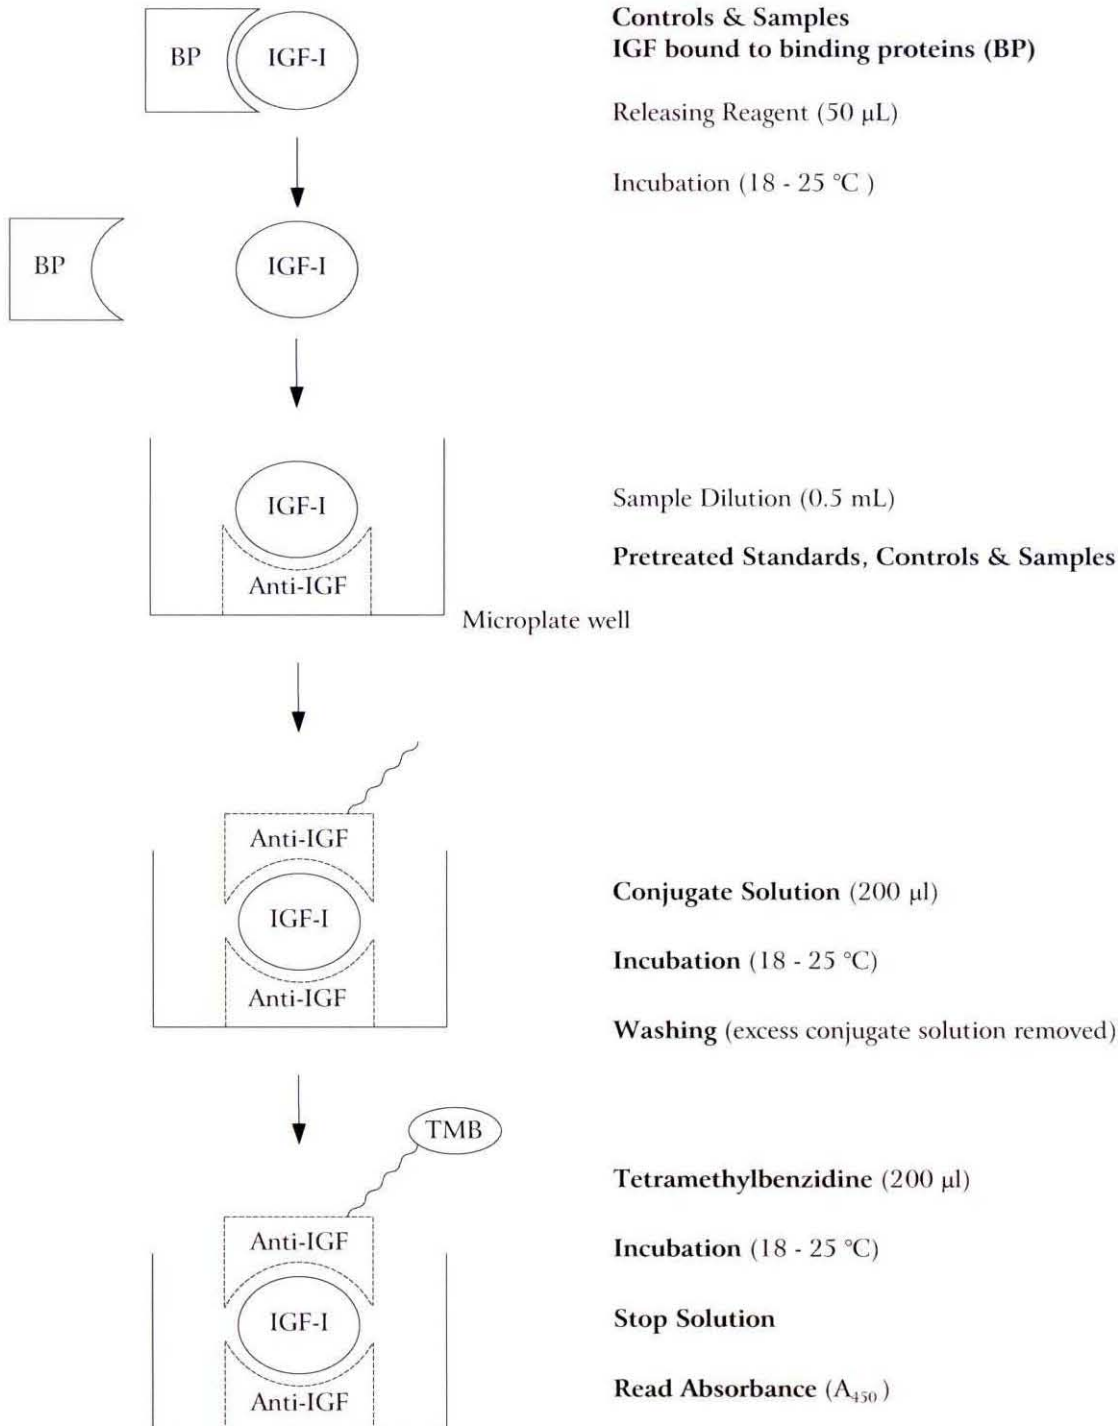 BP
IGF-I
Controls & Samples
IGF bound to binding proteins (BP)
Releasing Reagent (50 µL)
Incubation (18 - 25 °C )
BP
IGF-I
IGF-I
Anti-IGF
Microplate well
Sample Dilution (0.5 mL)
Pretreated Standards, Controls & Samples
Anti-IGF
IGF-I
Anti-IGF
Conjugate Solution (200 µl)
Incubation (18 - 25 °C)
Washing (excess conjugate solution removed)
TMB
Anti-IGF
IGF-I
Anti-IGF
Tetramethylbenzidine (200 µl)
Incubation (18 - 25 °C)
Stop Solution
Read Absorbance (A450 )